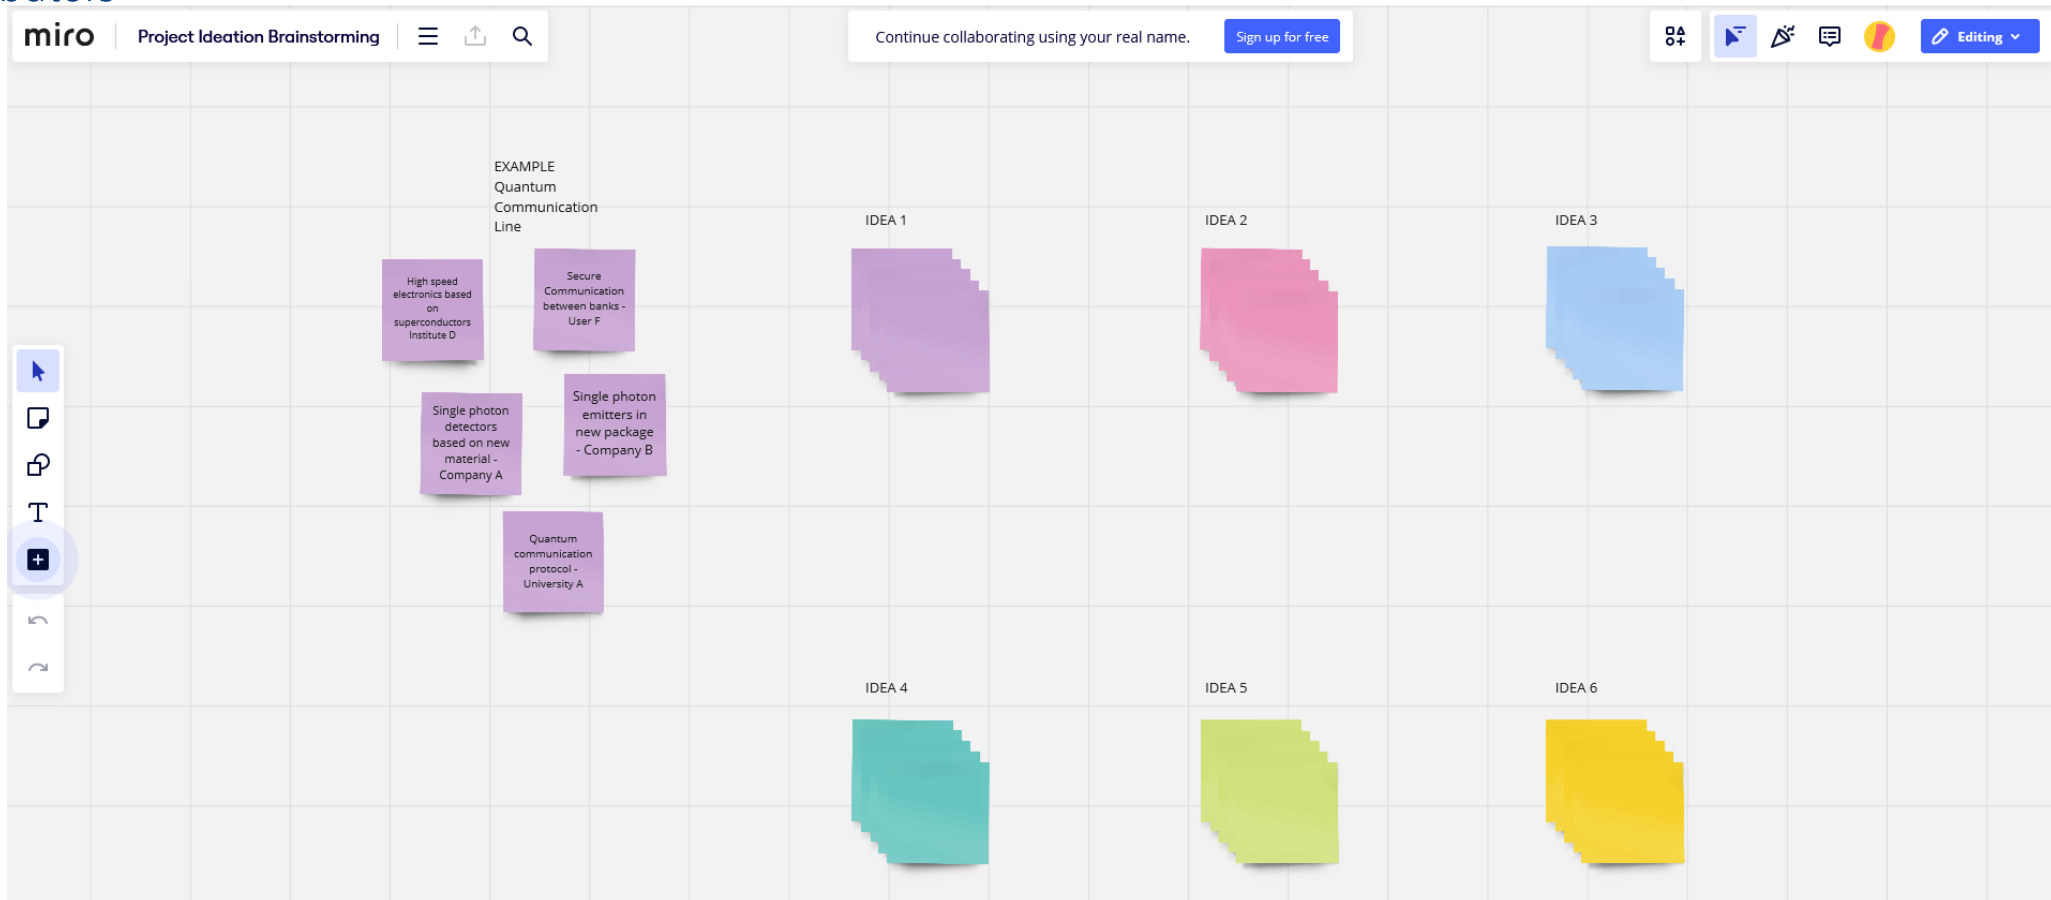 miro
Project Ideation Brainstorming
Continue collaborating using your real name.
Sign up for free
Editing
EXAMPLE
Quantum
Communication
Line
High speed
electronics based
on
superconductors
Institute D
Secure
Communication
between banks -
User F
Single photon
detectors
based on new
material -
Company A
Single photon
emitters in
new package
- Company B
Quantum
communication
protocol -
University A
IDEA 1
IDEA 2
IDEA 3
T
IDEA 4
IDEA 5
IDEA 6